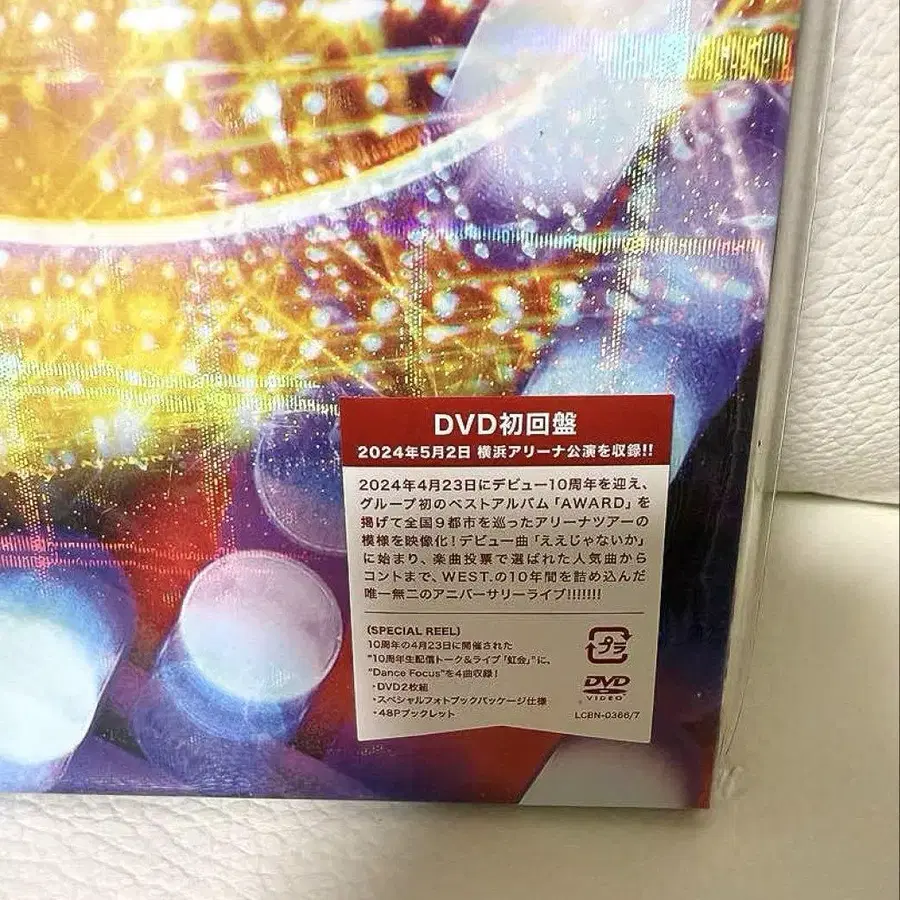 DVD初回盤
2024年5月2日 横浜アリーナ公演を収録!!
2024年4月23日にデビュー10周年を迎え、
グループ初のベストアルバム「AWARD」を
掲げて全国9都市を巡ったアリーナツアーの
模様を映像化!デビュー曲「ええじゃないか」
に始まり、楽曲投票で選ばれた人気曲から
コントまで、WEST.の10年間を詰め込んだ
唯一無二のアニバーサリーライブ!!!!!!!
(SPECIAL REEL)
10周年の4月23日に開催された
"10周年生配信トーク&ライブ「虹会」"に、
"Dance Focus"を4曲収録!
・DVD2枚組
・スペシャルフォトブックパッケージ仕様
・48Pブックレット
プラ
DVD
VIDEO
LCBN-0366/7